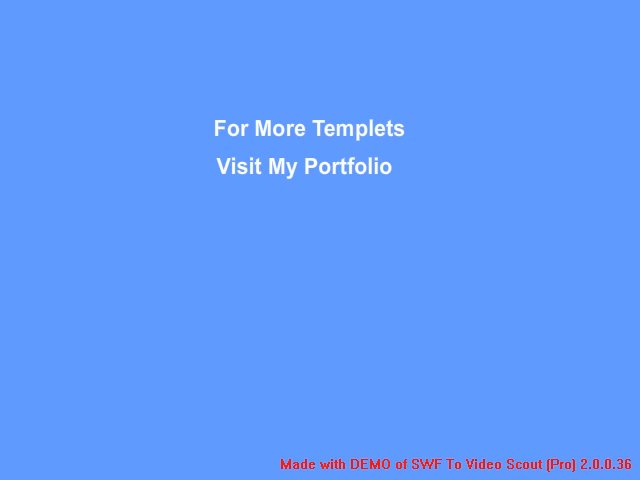 For More Templets
Visit My Portfolio
Made with DEMO of SWF To Video Scout (Pro) 2.0.0.36